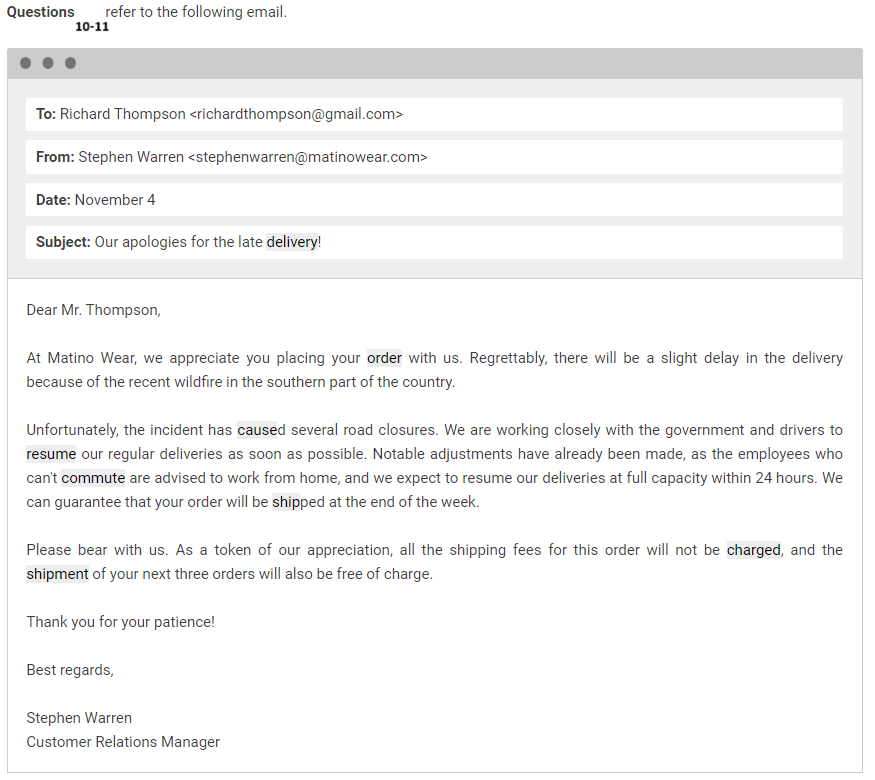 Questions 10-11 refer to the following email.
To: Richard Thompson <richardthompson@gmail.com>
From: Stephen Warren <stephenwarren@matinowear.com>
Date: November 4
Subject: Our apologies for the late delivery!
Dear Mr. Thompson,
At Matino Wear, we appreciate you placing your order with us. Regrettably, there will be a slight delay in the delivery
because of the recent wildfire in the southern part of the country.
Unfortunately, the incident has caused several road closures. We are working closely with the government and drivers to
resume our regular deliveries as soon as possible. Notable adjustments have already been made, as the employees who
can't commute are advised to work from home, and we expect to resume our deliveries at full capacity within 24 hours. We
can guarantee that your order will be shipped at the end of the week.
Please bear with us. As a token of our appreciation, all the shipping fees for this order will not be charged, and the
shipment of your next three orders will also be free of charge.
Thank you for your patience!
Best regards,
Stephen Warren
Customer Relations Manager